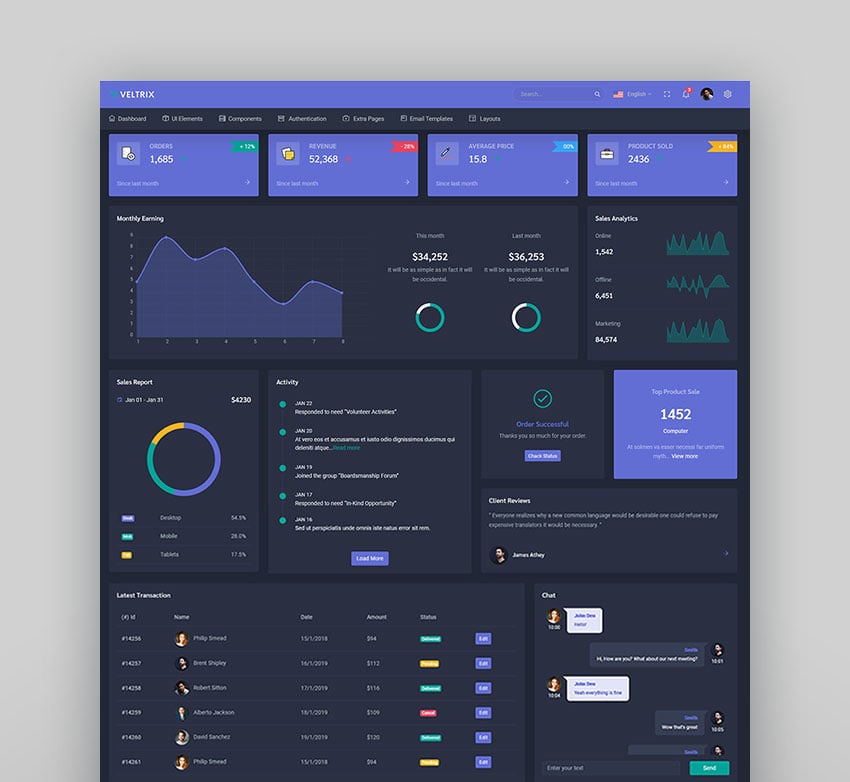 VELTRIX
Search...
English
Dashboard UI Elements Components Authentication Extra Pages Email Templates Layouts
ORDERS
1,685
+ 12%
Since last month
REVENUE
52,368
- 28%
Since last month
AVERAGE PRICE
15.8
00%
Since last month
PRODUCT SOLD
2436
+ 84%
Since last month
Monthly Earning
9
8
7
6
5
4
3
2
1
0
1 2 3 4 5 6 7 8
This month
$34,252
It will be as simple as in fact it will
be occidental.
Last month
$36,253
It will be as simple as in fact it will
be occidental.
Sales Analytics
Online
1,542
Offline
6,451
Marketing
84,574
Sales Report
Jan 01 - Jan 31 $4230
Desk Desktop 54.5%
Mob Mobile 28.0%
Tab Tablets 17.5%
Activity
JAN 22
Responded to need "Volunteer Activities"
JAN 20
At vero eos et accusamus et iusto odio dignissimos ducimus qui
deleniti atque...Read more
JAN 19
Joined the group "Boardsmanship Forum"
JAN 17
Responded to need "In-Kind Opportunity"
JAN 16
Sed ut perspiciatis unde omnis iste natus error sit rem.
Load More
Order Successful
Thanks you so much for your order.
Chack Status
Top Product Sale
1452
Computer
At solmen va esser necessi far uniform
myth... View more
Client Reviews
" Everyone realizes why a new common language would be desirable one could refuse to pay
expensive translators it would be necessary. "
James Athey
Latest Transaction
(#) Id Name Date Amount Status
#14256 Philip Smead 15/1/2018 $94 Delivered Edit
#14257 Brent Shipley 16/1/2019 $112 Pending Edit
#14258 Robert Sitton 17/1/2019 $116 Delivered Edit
#14259 Alberto Jackson 18/1/2019 $109 Cancel Edit
#14260 David Sanchez 19/1/2019 $120 Delivered Edit
#14261 Philip Smead 15/1/2018 $94 Pending Edit
Chat
John Deo
Hello!
10:00
Smith
Hi, How are you? What about our next meeting?
10:01
John Deo
Yeah everything is fine
10:04
Smith
Wow that's great
10:05
Smith
Enter your text
Send